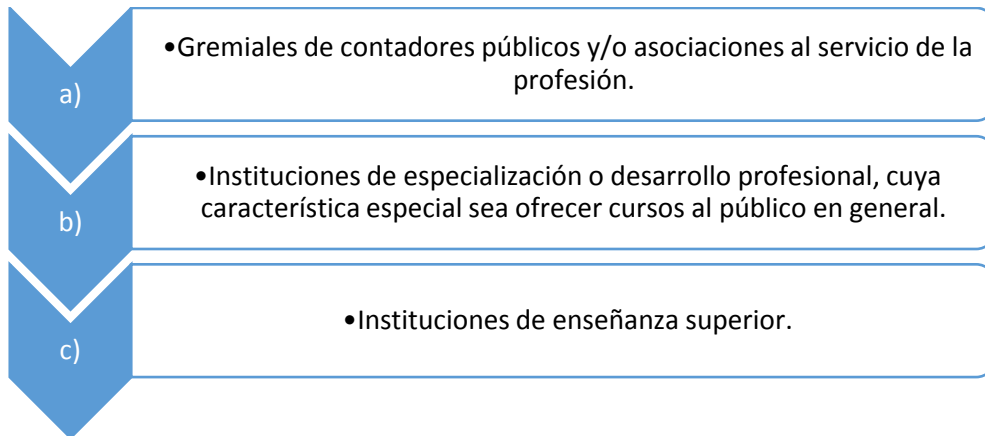 a)
•Gremiales de contadores públicos y/o asociaciones al servicio de la
profesión.
b)
•Instituciones de especialización o desarrollo profesional, cuya
característica especial sea ofrecer cursos al público en general.
c)
•Instituciones de enseñanza superior.